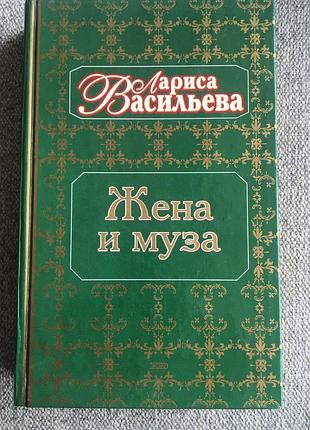 Лариса
Васильева
Жена
и муза